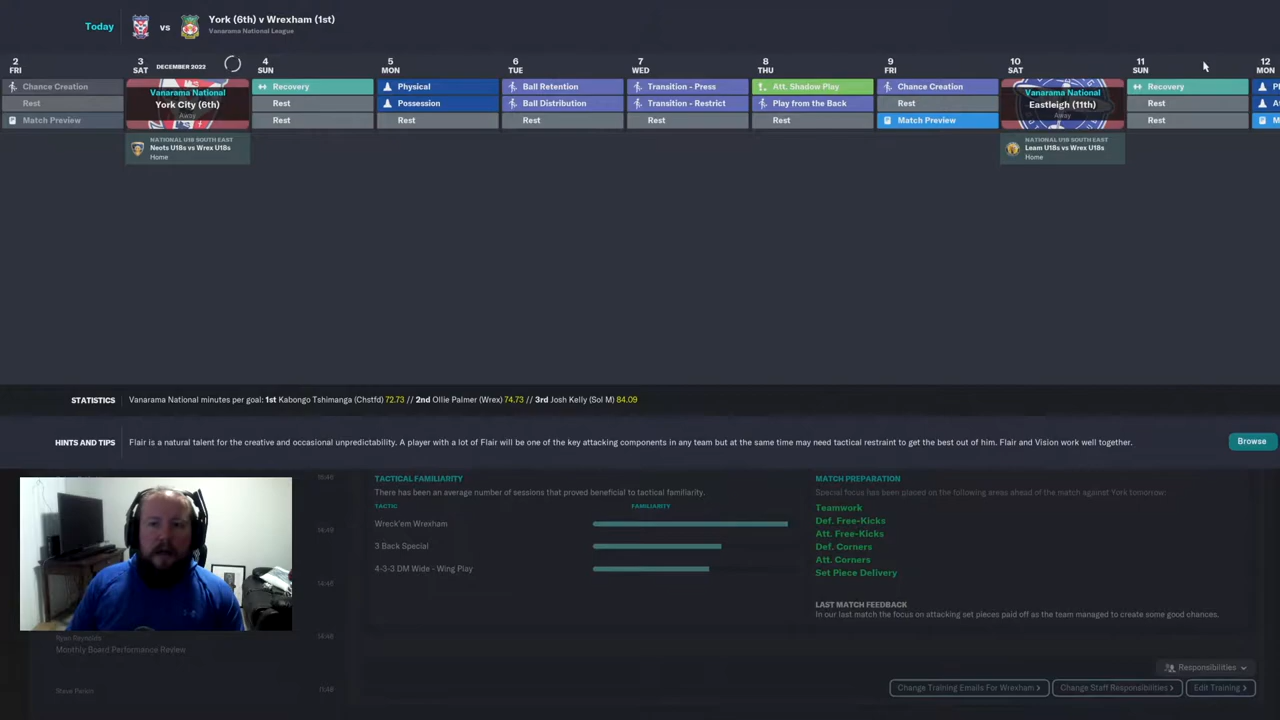 Today
vs
York (6th) v Wrexham (1st)
Vanarama National League
2
FRI
3
SAT
DECEMBER 2022
4
SUN
5
MON
6
TUE
7
WED
8
THU
9
FRI
10
SAT
11
SUN
12
MON
Chance Creation
Rest
Match Preview
Vanarama National
York City (6th)
Away
NATIONAL U18 SOUTH EAST
Neots U18s vs Wrex U18s
Home
Recovery
Rest
Rest
Physical
Possession
Rest
Ball Retention
Ball Distribution
Rest
Transition - Press
Transition - Restrict
Rest
Att. Shadow Play
Play from the Back
Rest
Chance Creation
Rest
Match Preview
Vanarama National
Eastleigh (11th)
Away
NATIONAL U18 SOUTH EAST
Leam U18s vs Wrex U18s
Home
Recovery
Rest
Rest
STATISTICS
Vanarama National minutes per goal: 1st Kabongo Tshimanga (Chstfd) 72.73 // 2nd Ollie Palmer (Wrex) 74.73 // 3rd Josh Kelly (Sol M) 84.09
HINTS AND TIPS
Flair is a natural talent for the creative and occasional unpredictability. A player with a lot of Flair will be one of the key attacking components in any team but at the same time may need tactical restraint to get the best out of him. Flair and Vision work well together.
Browse
TACTICAL FAMILIARITY
There has been an average number of sessions that proved beneficial to tactical familiarity.
TACTIC
FAMILIARITY
Wreck'em Wrexham
3 Back Special
4-3-3 DM Wide - Wing Play
MATCH PREPARATION
Special focus has been placed on the following areas ahead of the match against York tomorrow:
Teamwork
Def. Free-Kicks
Att. Free-Kicks
Def. Corners
Att. Corners
Set Piece Delivery
LAST MATCH FEEDBACK
In our last match the focus on attacking set pieces paid off as the team managed to create some good chances.
Ryan Reynolds
Monthly Board Performance Review
Steve Parkin
Responsibilities
Change Training Emails For Wrexham >
Change Staff Responsibilities >
Edit Training >